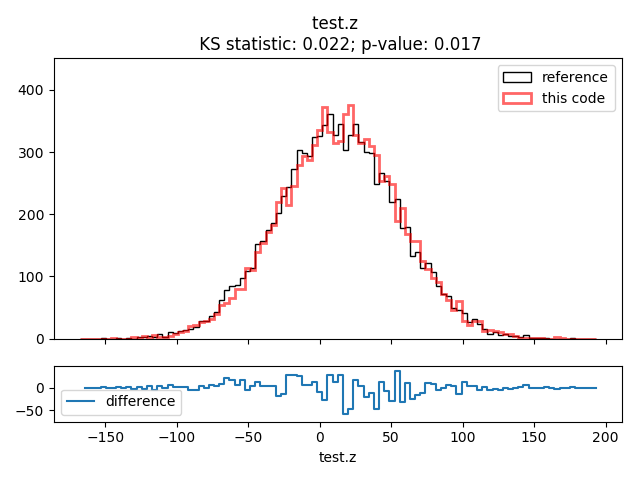 test.z
KS statistic: 0.022; p-value: 0.017
reference
this code
400
300
200
100
0
0
−50
difference
−150
−100
−50
0
50
100
150
200
test.z